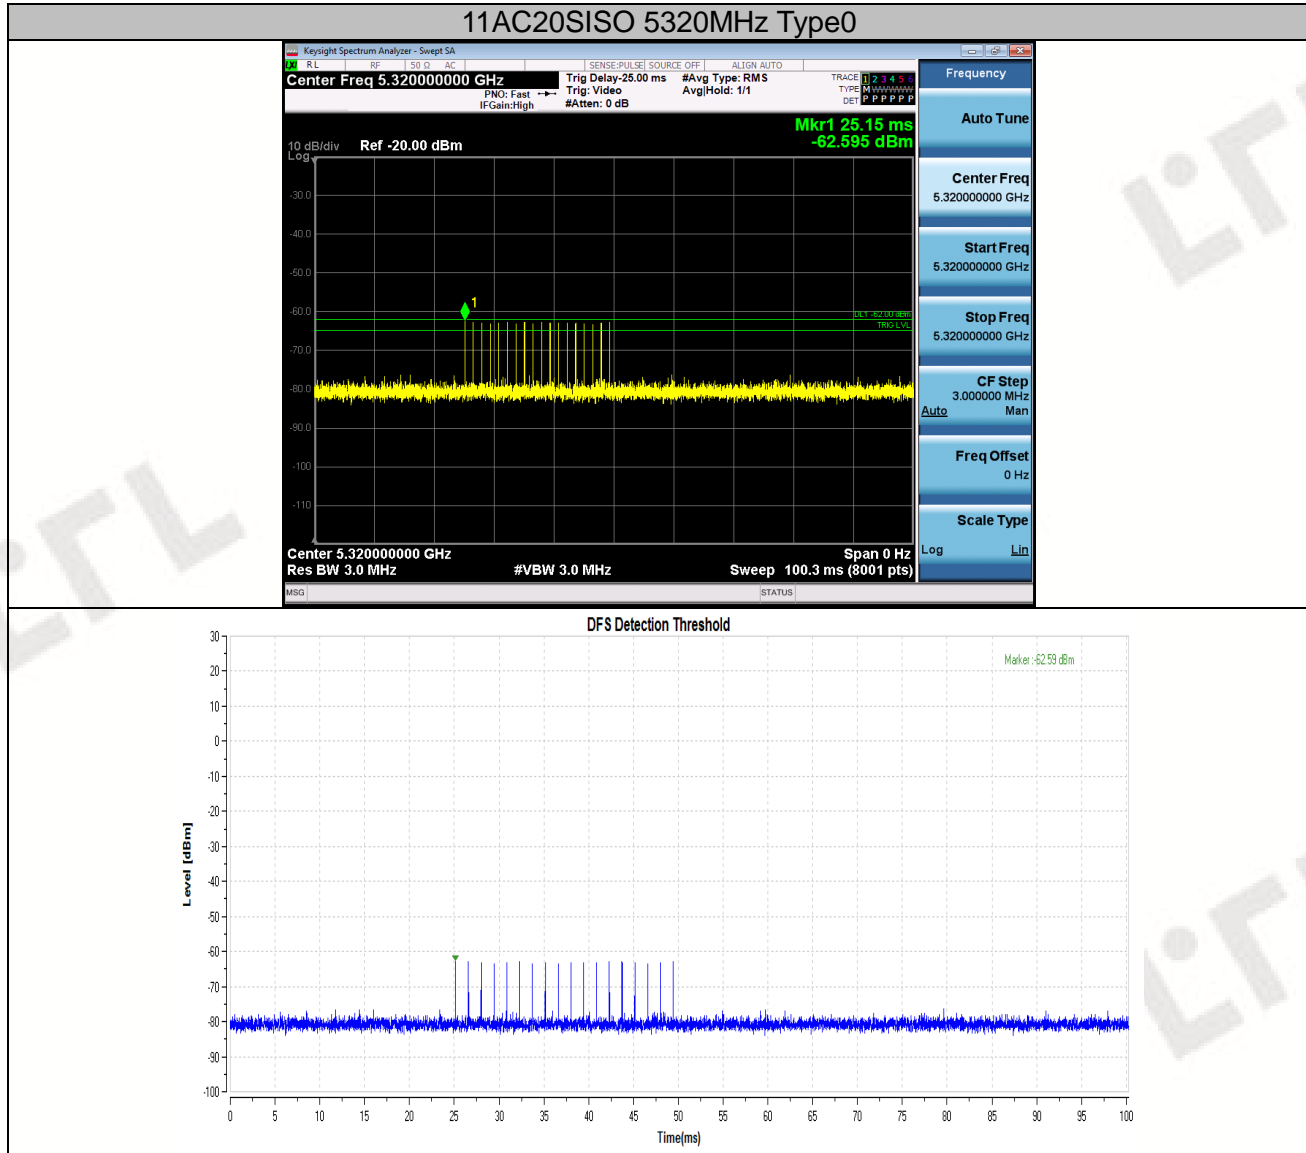 11AC20SISO 5320MHz Type0
Keysight Spectrum Analyzer - Swept SA
RL RF 50 Ω AC SENSE:PULSE SOURCE OFF ALIGN AUTO
Center Freq 5.320000000 GHz
PNO: Fast
IFGain:High
Trig Delay-25.00 ms
Trig: Video
#Atten: 0 dB
#Avg Type: RMS
Avg|Hold: 1/1
TRACE 1 2 3 4 5 6
TYPE M WWWWW
DET P P P P P P
Mkr1 25.15 ms
-62.595 dBm
10 dB/div
Log
Ref -20.00 dBm
-30.0
-40.0
-50.0
-60.0
-70.0
-80.0
-90.0
-100
-110
1
DL1 -62.00 dBm
TRIG LVL
Center 5.320000000 GHz
Span 0 Hz
Res BW 3.0 MHz
#VBW 3.0 MHz
Sweep 100.3 ms (8001 pts)
MSG
STATUS
Frequency
Auto Tune
Center Freq
5.320000000 GHz
Start Freq
5.320000000 GHz
Stop Freq
5.320000000 GHz
CF Step
3.000000 MHz
Auto Man
Freq Offset
0 Hz
Scale Type
Log Lin
DFS Detection Threshold
Marker :-62.59 dBm
Level [dBm]
30
20
10
0
-10
-20
-30
-40
-50
-60
-70
-80
-90
-100
0 5 10 15 20 25 30 35 40 45 50 55 60 65 70 75 80 85 90 95 100
Time(ms)